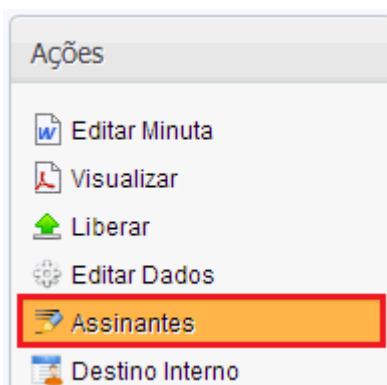 Ações
Editar Minuta
Visualizar
Liberar
Editar Dados
Assinantes
Destino Interno